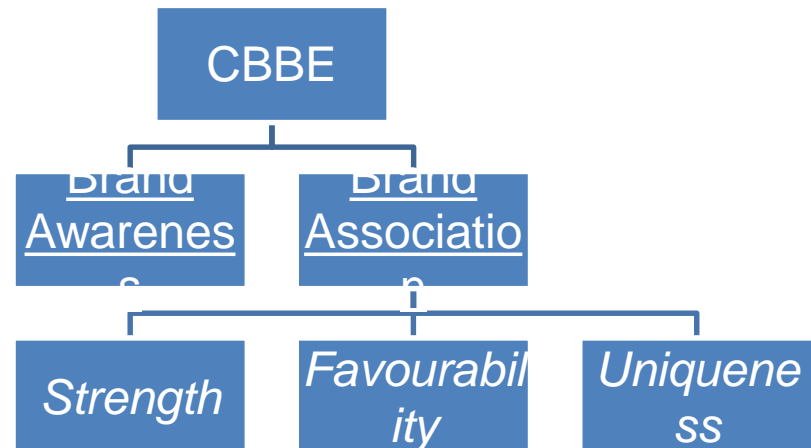 CBBE
Brand
Awarenes
s
Brand
Associatio
n
Strength
Favourabil
ity
Uniquene
ss